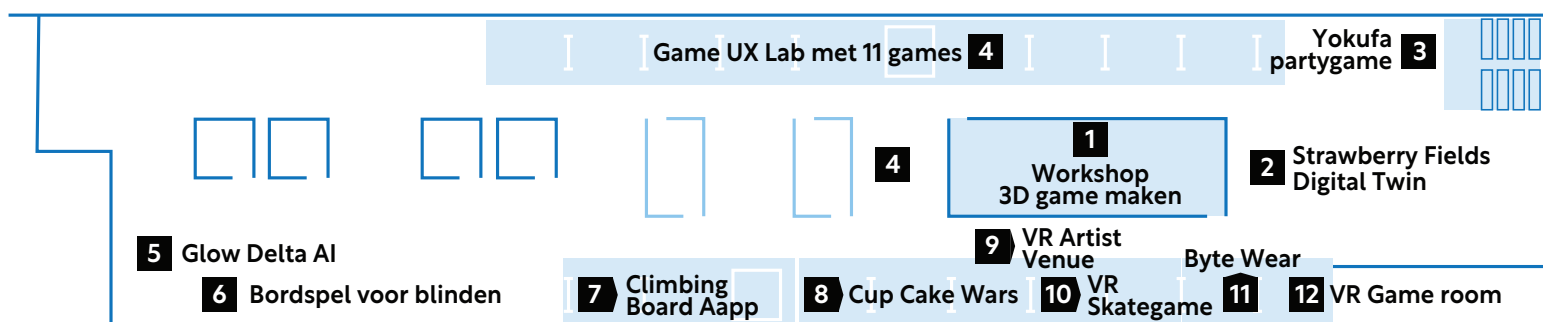 Game UX Lab met 11 games 4
Yokufa
partygame 3
4
1
Workshop
3D game maken
2 Strawberry Fields
Digital Twin
5 Glow Delta AI
6 Bordspel voor blinden
7 Climbing
Board Aapp
8 Cup Cake Wars
9 VR Artist
Venue
10 VR
Skategame
Byte Wear
11
12 VR Game room